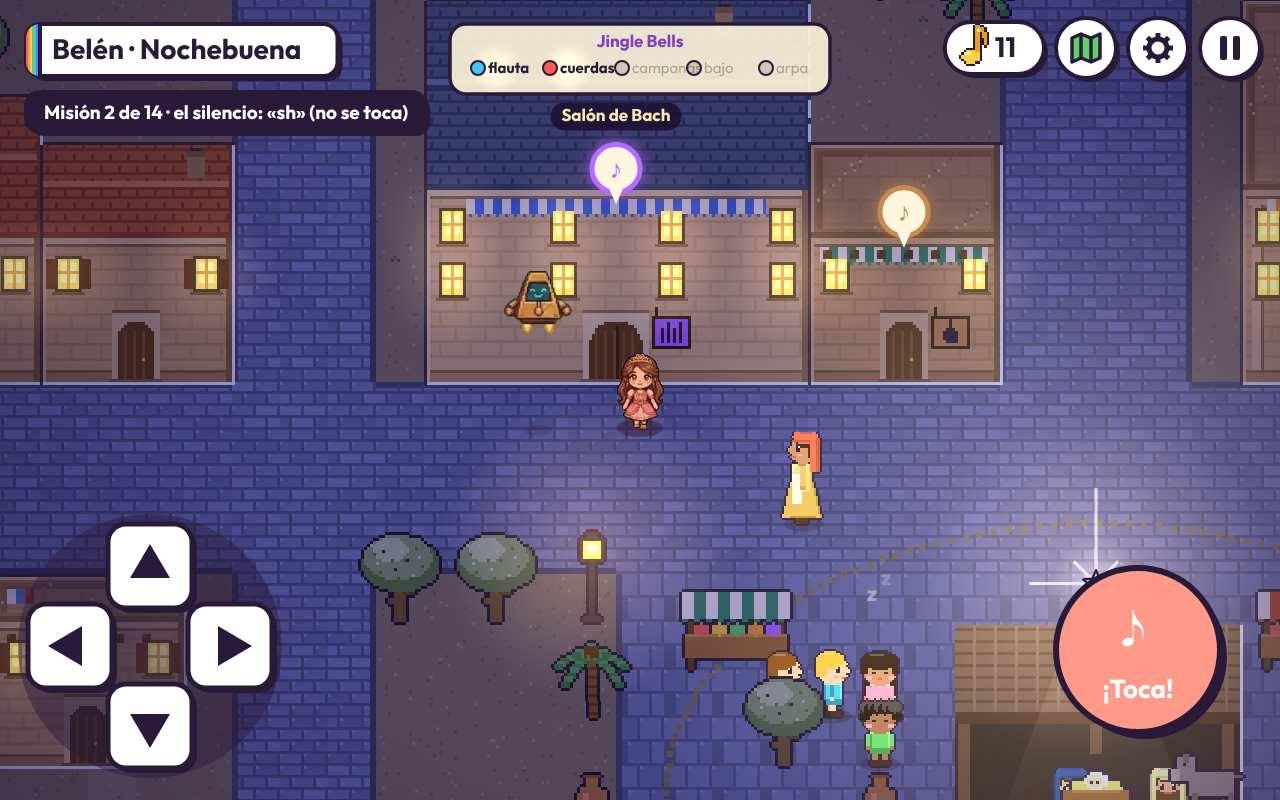 Belén · Nochebuena
Misión 2 de 14 · el silencio: «sh» (no se toca)
Jingle Bells
flauta cuerdas campanas bajo arpa
11
Salón de Bach
z
z
¡Toca!